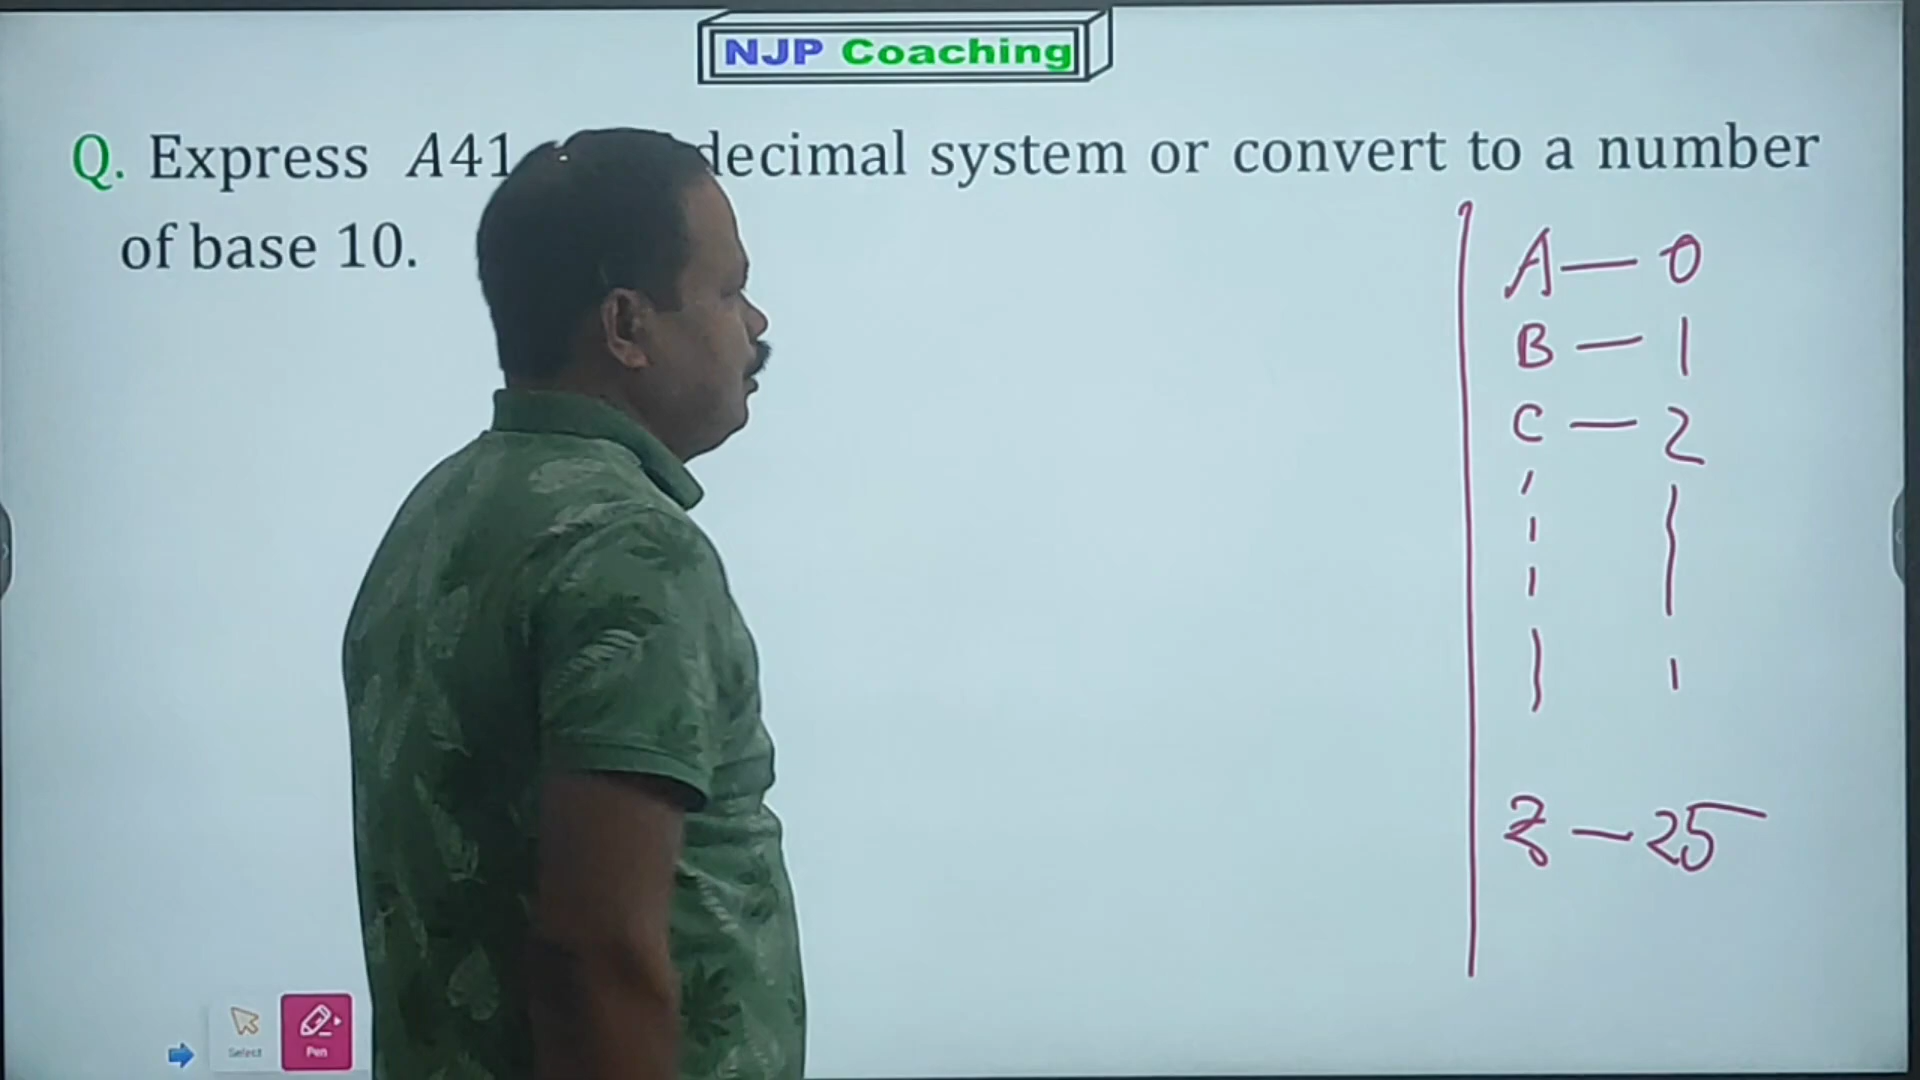 NJP Coaching
Q. Express A41 decimal system or convert to a number
of base 10.
A — 0
B — 1
C — 2
Z — 25
Select
Pen